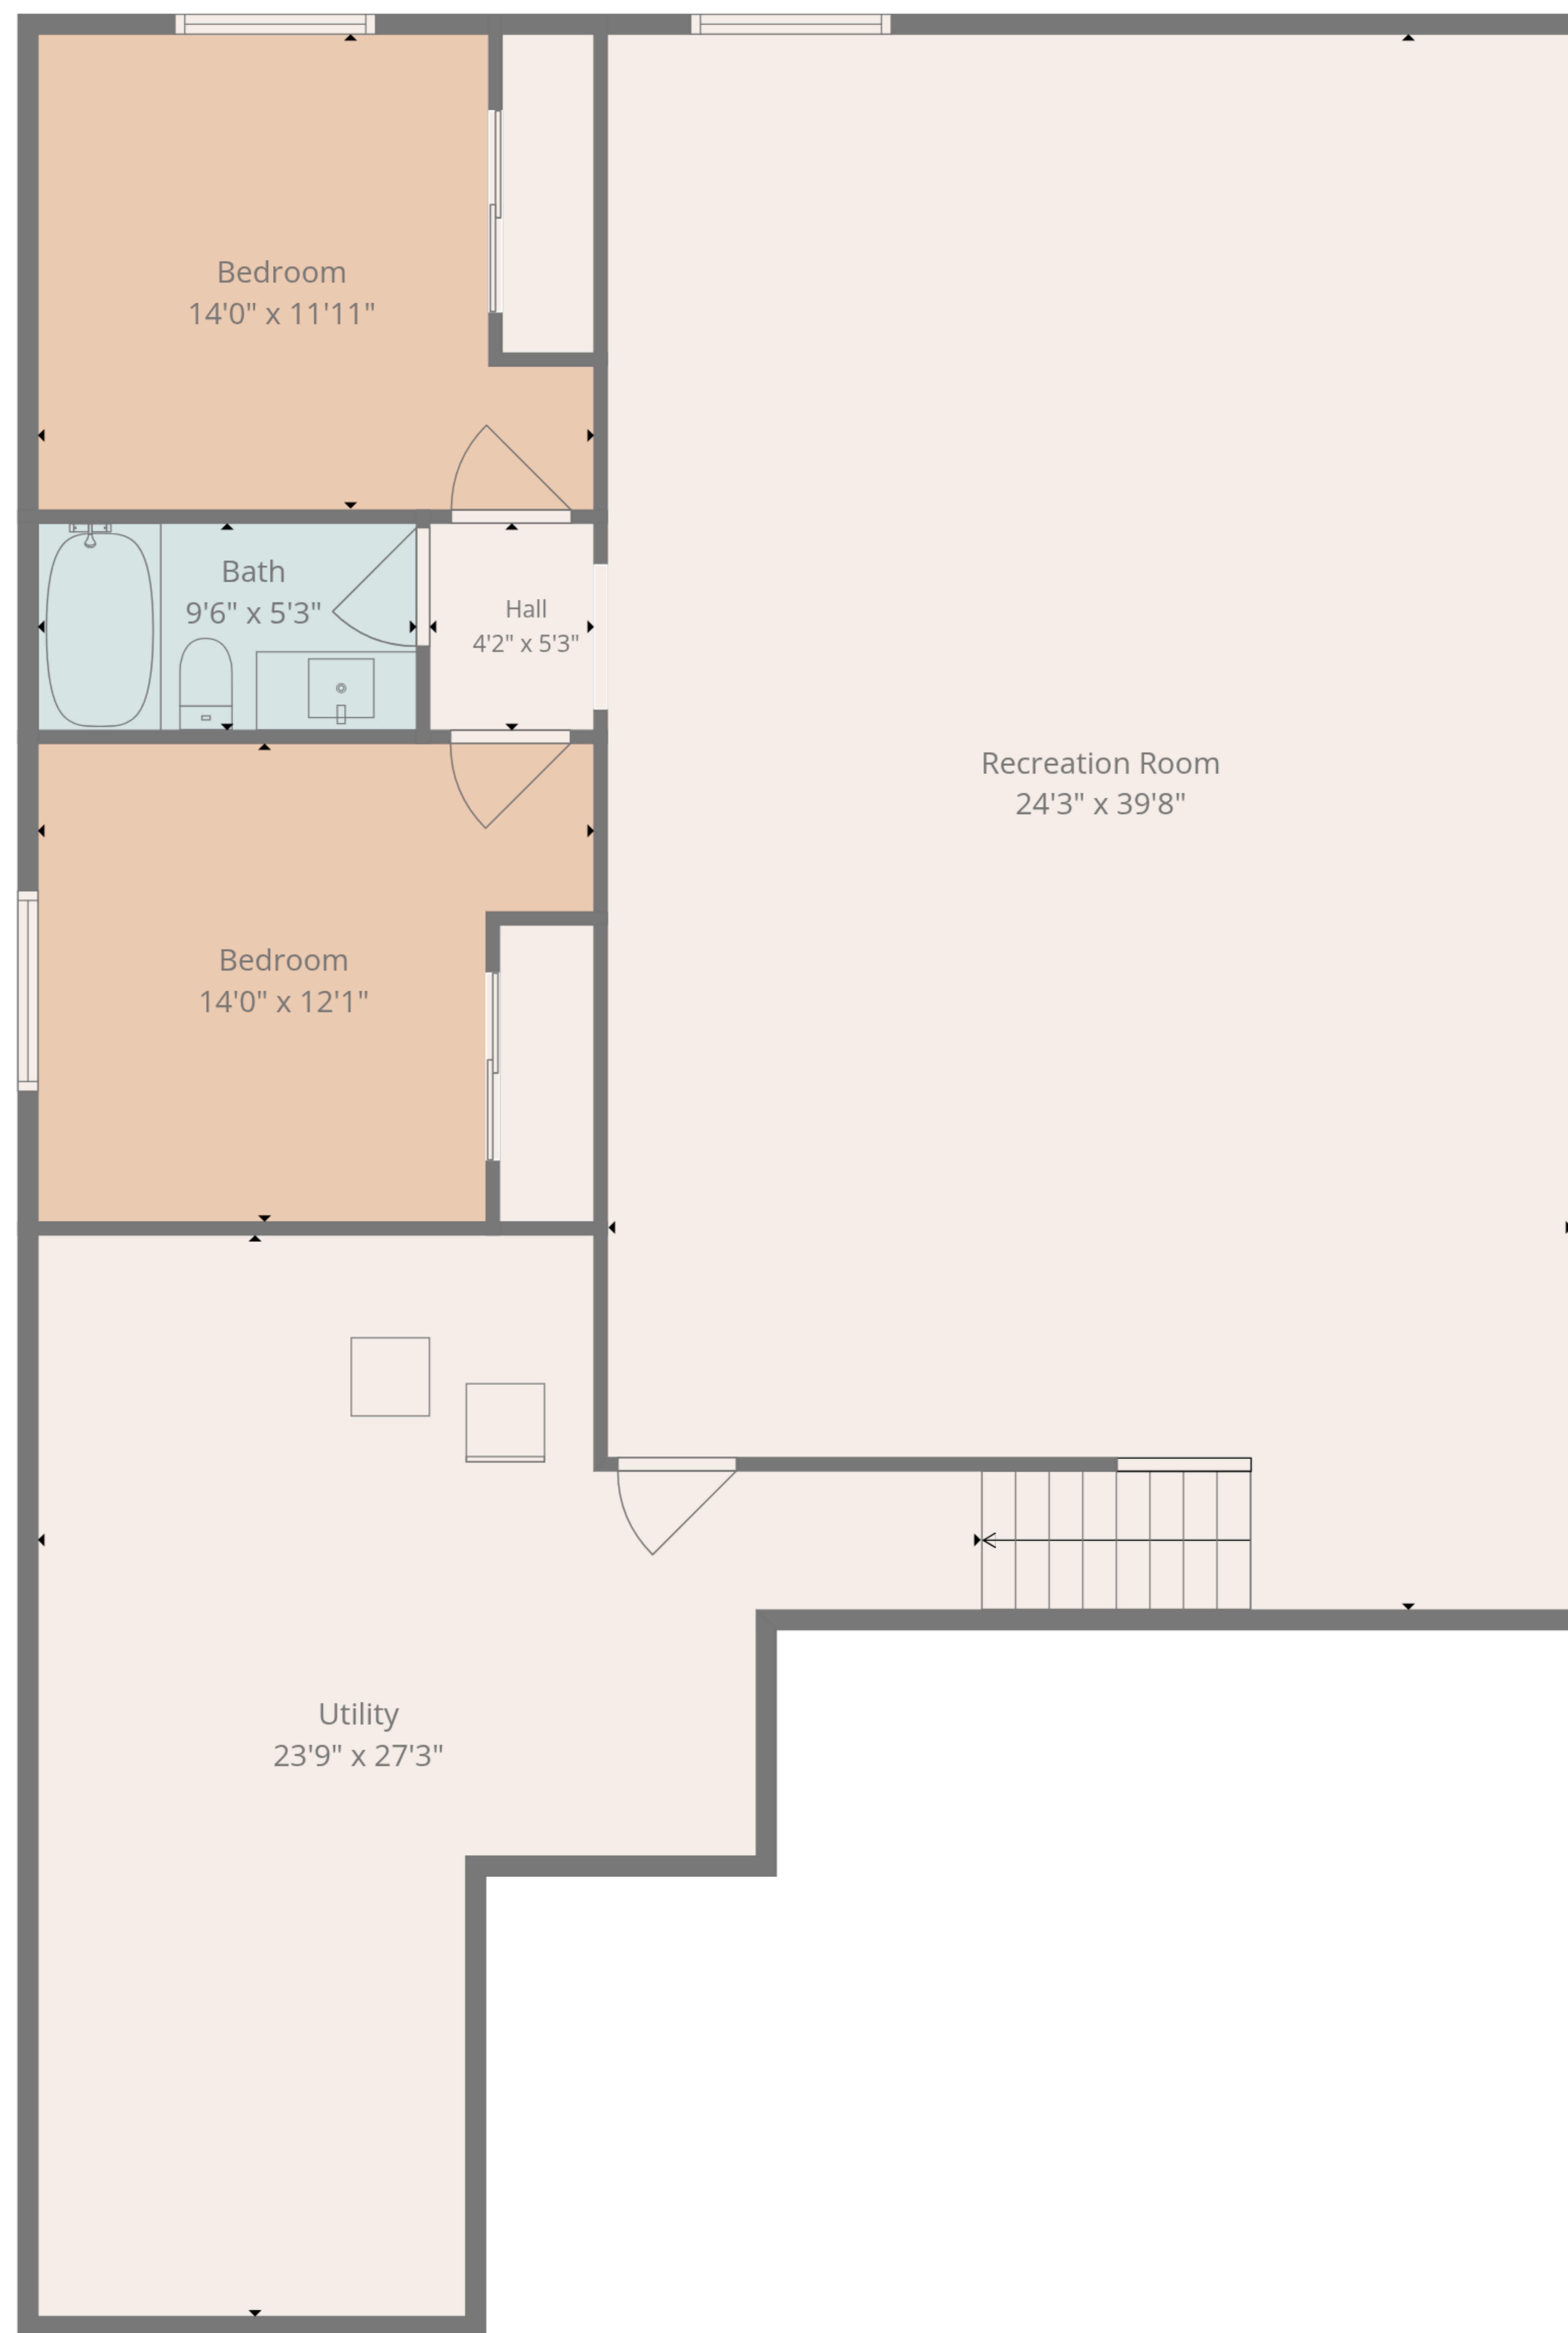 Bedroom
14'0" x 11'11"
Bath
9'6" x 5'3"
Hall
4'2" x 5'3"
Recreation Room
24'3" x 39'8"
Bedroom
14'0" x 12'1"
Utility
23'9" x 27'3"